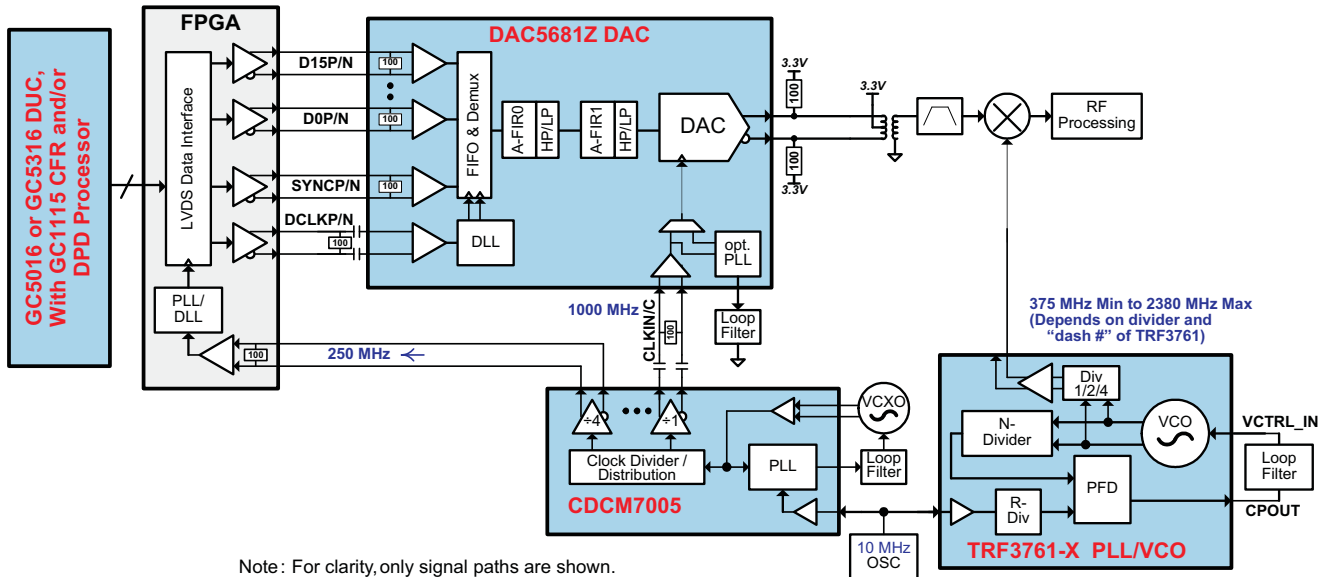 GC5016 or GC5316 DUC,
With GC1115 CFR and/or
DPD Processor
FPGA
LVDS Data Interface
PLL/
DLL
100
250 MHz
D15P/N
100
D0P/N
100
SYNCP/N
100
DCLKP/N
100
DAC5681Z DAC
FIFO & Demux
DLL
A-FIR0
HP/LP
A-FIR1
HP/LP
DAC
opt.
PLL
Loop
Filter
1000 MHz
CLKIN/C
100
3.3V
100
100
3.3V
3.3V
RF
Processing
375 MHz Min to 2380 MHz Max
(Depends on divider and
"dash #" of TRF3761)
÷4
÷1
Clock Divider /
Distribution
PLL
VCXO
Loop
Filter
CDCM7005
10 MHz
OSC
Div
1/2/4
N-
Divider
VCO
R-
Div
PFD
TRF3761-X PLL/VCO
VCTRL_IN
Loop
Filter
CPOUT
Note: For clarity, only signal paths are shown.